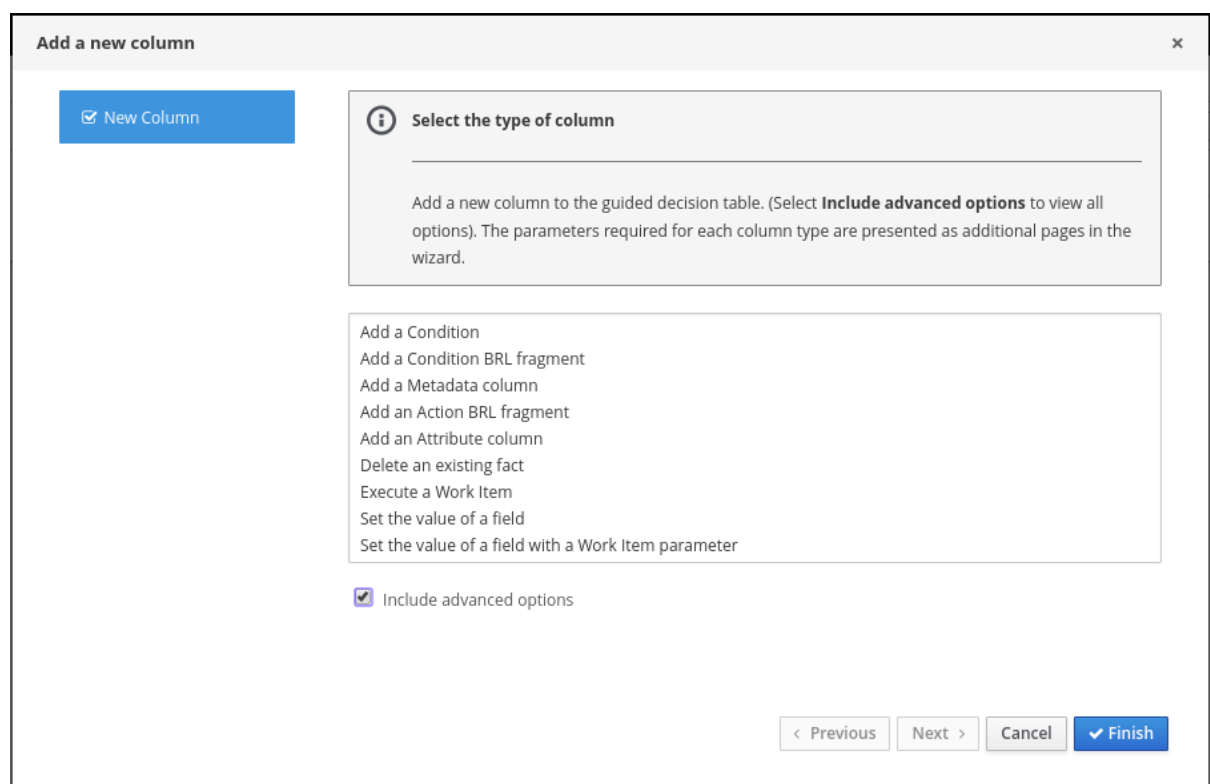 Add a new column
×
New Column
Select the type of column
Add a new column to the guided decision table. (Select Include advanced options to view all
options). The parameters required for each column type are presented as additional pages in the
wizard.
Add a Condition
Add a Condition BRL fragment
Add a Metadata column
Add an Action BRL fragment
Add an Attribute column
Delete an existing fact
Execute a Work Item
Set the value of a field
Set the value of a field with a Work Item parameter
Include advanced options
< Previous Next > Cancel Finish